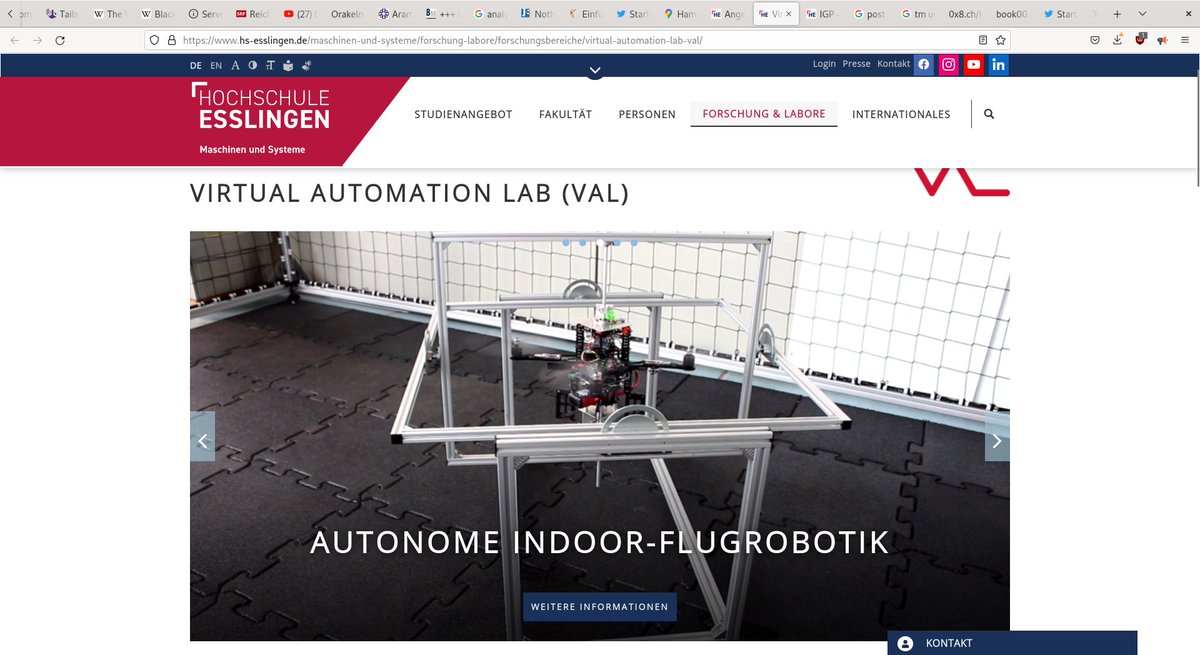 Tails
The
Blac
Serve
Reich
(27)
Orakeln
Aram
+++
analy
Noth
Einfü
Start
Ham
Ange
Vir
IGP –
post
tm u
0x8.ch/
book00.
Start
https://www.hs-esslingen.de/maschinen-und-systeme/forschung-labore/forschungsbereiche/virtual-automation-lab-val/
DE EN
Login Presse Kontakt
HOCHSCHULE
ESSLINGEN
Maschinen und Systeme
STUDIENANGEBOT FAKULTÄT PERSONEN FORSCHUNG & LABORE INTERNATIONALES
VIRTUAL AUTOMATION LAB (VAL)
AUTONOME INDOOR-FLUGROBOTIK
WEITERE INFORMATIONEN
KONTAKT